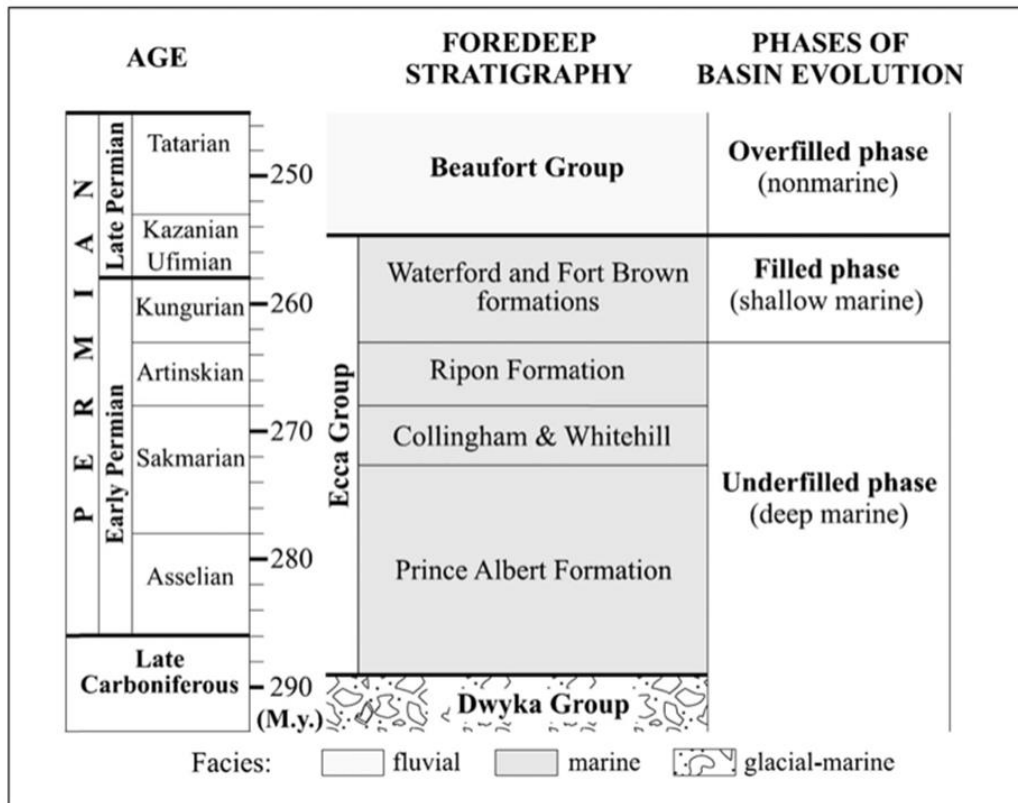 AGE
FOREDEEP
STRATIGRAPHY
PHASES OF
BASIN EVOLUTION
PERMIAN
Late Permian
Early Permian
Tatarian
Kazanian
Ufimian
Kungurian
Artinskian
Sakmarian
Asselian
Late
Carboniferous
250
260
270
280
290
(M.y.)
Beaufort Group
Ecca Group
Waterford and Fort Brown
formations
Ripon Formation
Collingham & Whitehill
Prince Albert Formation
Dwyka Group
Overfilled phase
(nonmarine)
Filled phase
(shallow marine)
Underfilled phase
(deep marine)
Facies: fluvial marine glacial-marine